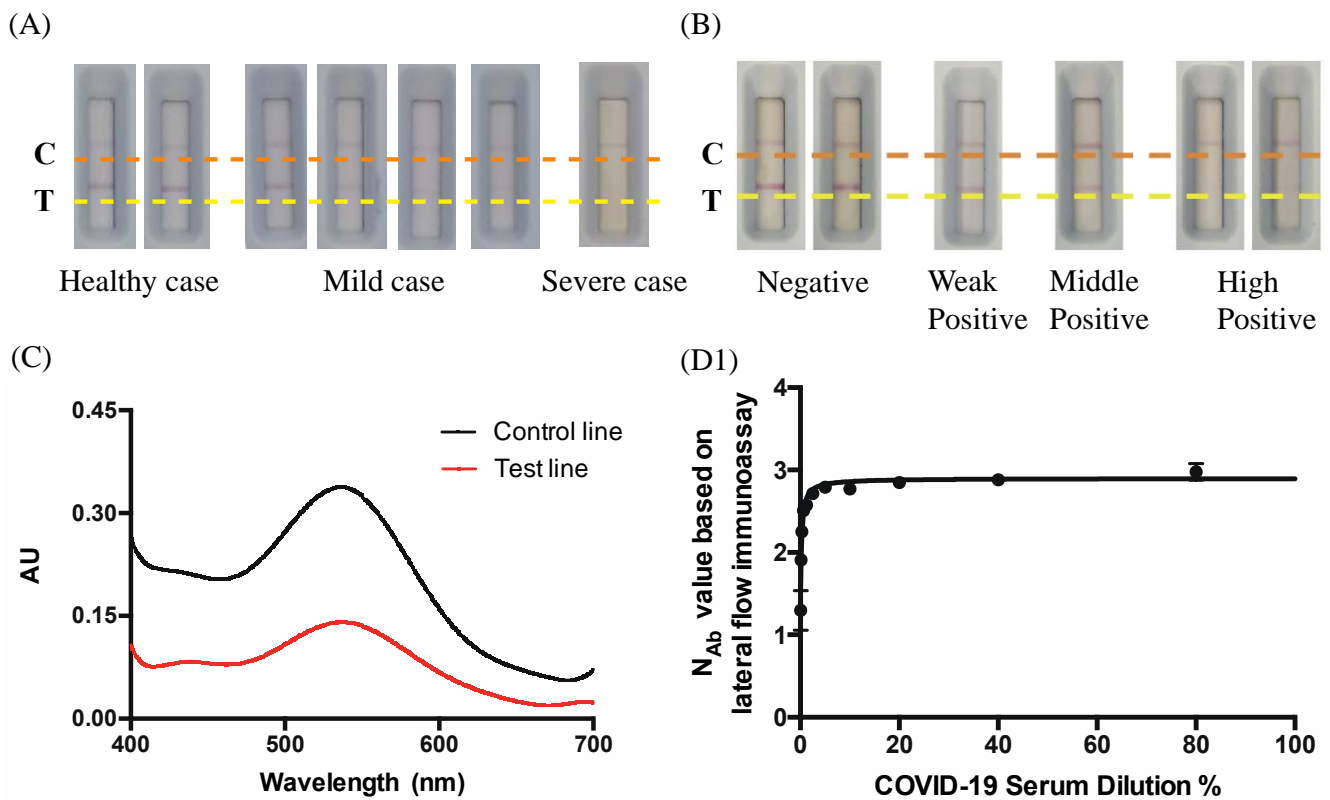 (A)
C
T
Healthy case
Mild case
Severe case
(B)
C
T
Negative
Weak
Positive
Middle
Positive
High
Positive
(C)
0.45
0.30
0.15
0.00
AU
Control line
Test line
400
500
600
700
Wavelength (nm)
(D1)
4
3
2
1
0
N_Ab value based on
lateral flow immunoassay
0
20
40
60
80
100
COVID-19 Serum Dilution %